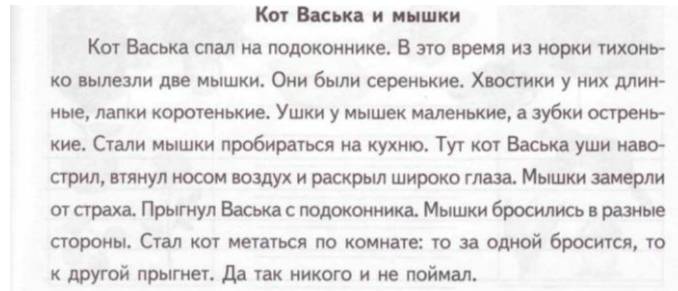 Кот Васька и мышки
Кот Васька спал на подоконнике. В это время из норки тихонь-
ко вылезли две мышки. Они были серенькие. Хвостики у них длин-
ные, лапки коротенькие. Ушки у мышек маленькие, а зубки острень-
кие. Стали мышки пробираться на кухню. Тут кот Васька уши наво-
стрил, втянул носом воздух и раскрыл широко глаза. Мышки замерли
от страха. Прыгнул Васька с подоконника. Мышки бросились в разные
стороны. Стал кот метаться по комнате: то за одной бросится, то
к другой прыгнет. Да так никого и не поймал.